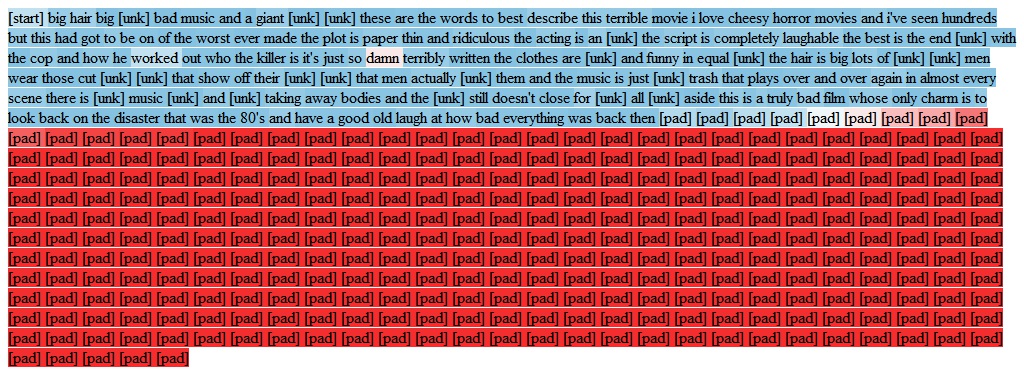 [start] big hair big [unk] bad music and a giant [unk] [unk] these are the words to best describe this terrible movie i love cheesy horror movies and i've seen hundreds
but this had got to be on of the worst ever made the plot is paper thin and ridiculous the acting is an [unk] the script is completely laughable the best is the end [unk] with
the cop and how he worked out who the killer is it's just so damn terribly written the clothes are [unk] and funny in equal [unk] the hair is big lots of [unk] [unk] men
wear those cut [unk] [unk] that show off their [unk] [unk] that men actually [unk] them and the music is just [unk] trash that plays over and over again in almost every
scene there is [unk] music [unk] and [unk] taking away bodies and the [unk] still doesn't close for [unk] all [unk] aside this is a truly bad film whose only charm is to
look back on the disaster that was the 80's and have a good old laugh at how bad everything was back then [pad] [pad] [pad] [pad] [pad] [pad] [pad] [pad] [pad]
[pad] [pad] [pad] [pad] [pad] [pad] [pad] [pad] [pad] [pad] [pad] [pad] [pad] [pad] [pad] [pad] [pad] [pad] [pad] [pad] [pad] [pad] [pad] [pad] [pad] [pad] [pad]
[pad] [pad] [pad] [pad] [pad] [pad] [pad] [pad] [pad] [pad] [pad] [pad] [pad] [pad] [pad] [pad] [pad] [pad] [pad] [pad] [pad] [pad] [pad] [pad] [pad] [pad] [pad]
[pad] [pad] [pad] [pad] [pad] [pad] [pad] [pad] [pad] [pad] [pad] [pad] [pad] [pad] [pad] [pad] [pad] [pad] [pad] [pad] [pad] [pad] [pad] [pad] [pad] [pad] [pad]
[pad] [pad] [pad] [pad] [pad] [pad] [pad] [pad] [pad] [pad] [pad] [pad] [pad] [pad] [pad] [pad] [pad] [pad] [pad] [pad] [pad] [pad] [pad] [pad] [pad] [pad] [pad]
[pad] [pad] [pad] [pad] [pad] [pad] [pad] [pad] [pad] [pad] [pad] [pad] [pad] [pad] [pad] [pad] [pad] [pad] [pad] [pad] [pad] [pad] [pad] [pad] [pad] [pad] [pad]
[pad] [pad] [pad] [pad] [pad] [pad] [pad] [pad] [pad] [pad] [pad] [pad] [pad] [pad] [pad] [pad] [pad] [pad] [pad] [pad] [pad] [pad] [pad] [pad] [pad] [pad] [pad]
[pad] [pad] [pad] [pad] [pad] [pad] [pad] [pad] [pad] [pad] [pad] [pad] [pad] [pad] [pad] [pad] [pad] [pad] [pad] [pad] [pad] [pad] [pad] [pad] [pad] [pad] [pad]
[pad] [pad] [pad] [pad] [pad] [pad] [pad] [pad] [pad] [pad] [pad] [pad] [pad] [pad] [pad] [pad] [pad] [pad] [pad] [pad] [pad] [pad] [pad] [pad] [pad] [pad] [pad]
[pad] [pad] [pad] [pad] [pad] [pad] [pad] [pad] [pad] [pad] [pad] [pad] [pad] [pad] [pad] [pad] [pad] [pad] [pad] [pad] [pad] [pad] [pad] [pad] [pad] [pad] [pad]
[pad] [pad] [pad] [pad] [pad] [pad] [pad] [pad] [pad] [pad] [pad] [pad] [pad] [pad] [pad] [pad] [pad] [pad] [pad] [pad] [pad] [pad] [pad] [pad] [pad] [pad] [pad]
[pad] [pad] [pad] [pad] [pad] [pad] [pad] [pad] [pad] [pad] [pad] [pad] [pad] [pad] [pad] [pad] [pad] [pad] [pad] [pad] [pad] [pad] [pad] [pad] [pad] [pad] [pad]
[pad] [pad] [pad] [pad] [pad]